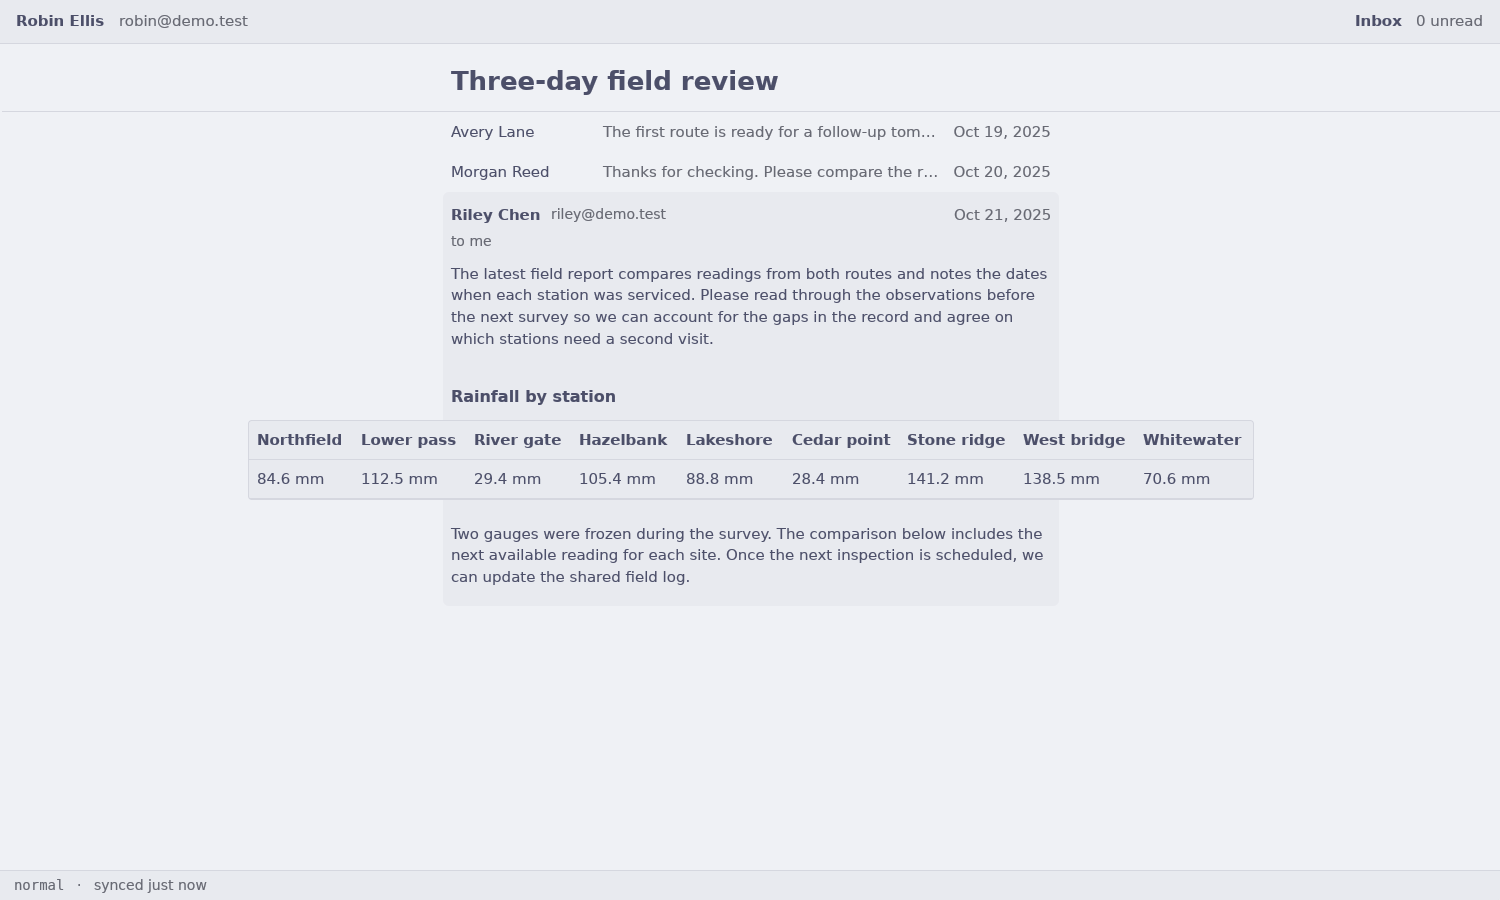 Robin Ellis robin@demo.test Inbox 0 unread
Three-day field review
Avery Lane The first route is ready for a follow-up tom… Oct 19, 2025
Morgan Reed Thanks for checking. Please compare the r… Oct 20, 2025
Riley Chen riley@demo.test Oct 21, 2025
to me
The latest field report compares readings from both routes and notes the dates
when each station was serviced. Please read through the observations before
the next survey so we can account for the gaps in the record and agree on
which stations need a second visit.
Rainfall by station
Northfield Lower pass River gate Hazelbank Lakeshore Cedar point Stone ridge West bridge Whitewater
84.6 mm 112.5 mm 29.4 mm 105.4 mm 88.8 mm 28.4 mm 141.2 mm 138.5 mm 70.6 mm
Two gauges were frozen during the survey. The comparison below includes the
next available reading for each site. Once the next inspection is scheduled, we
can update the shared field log.
normal · synced just now